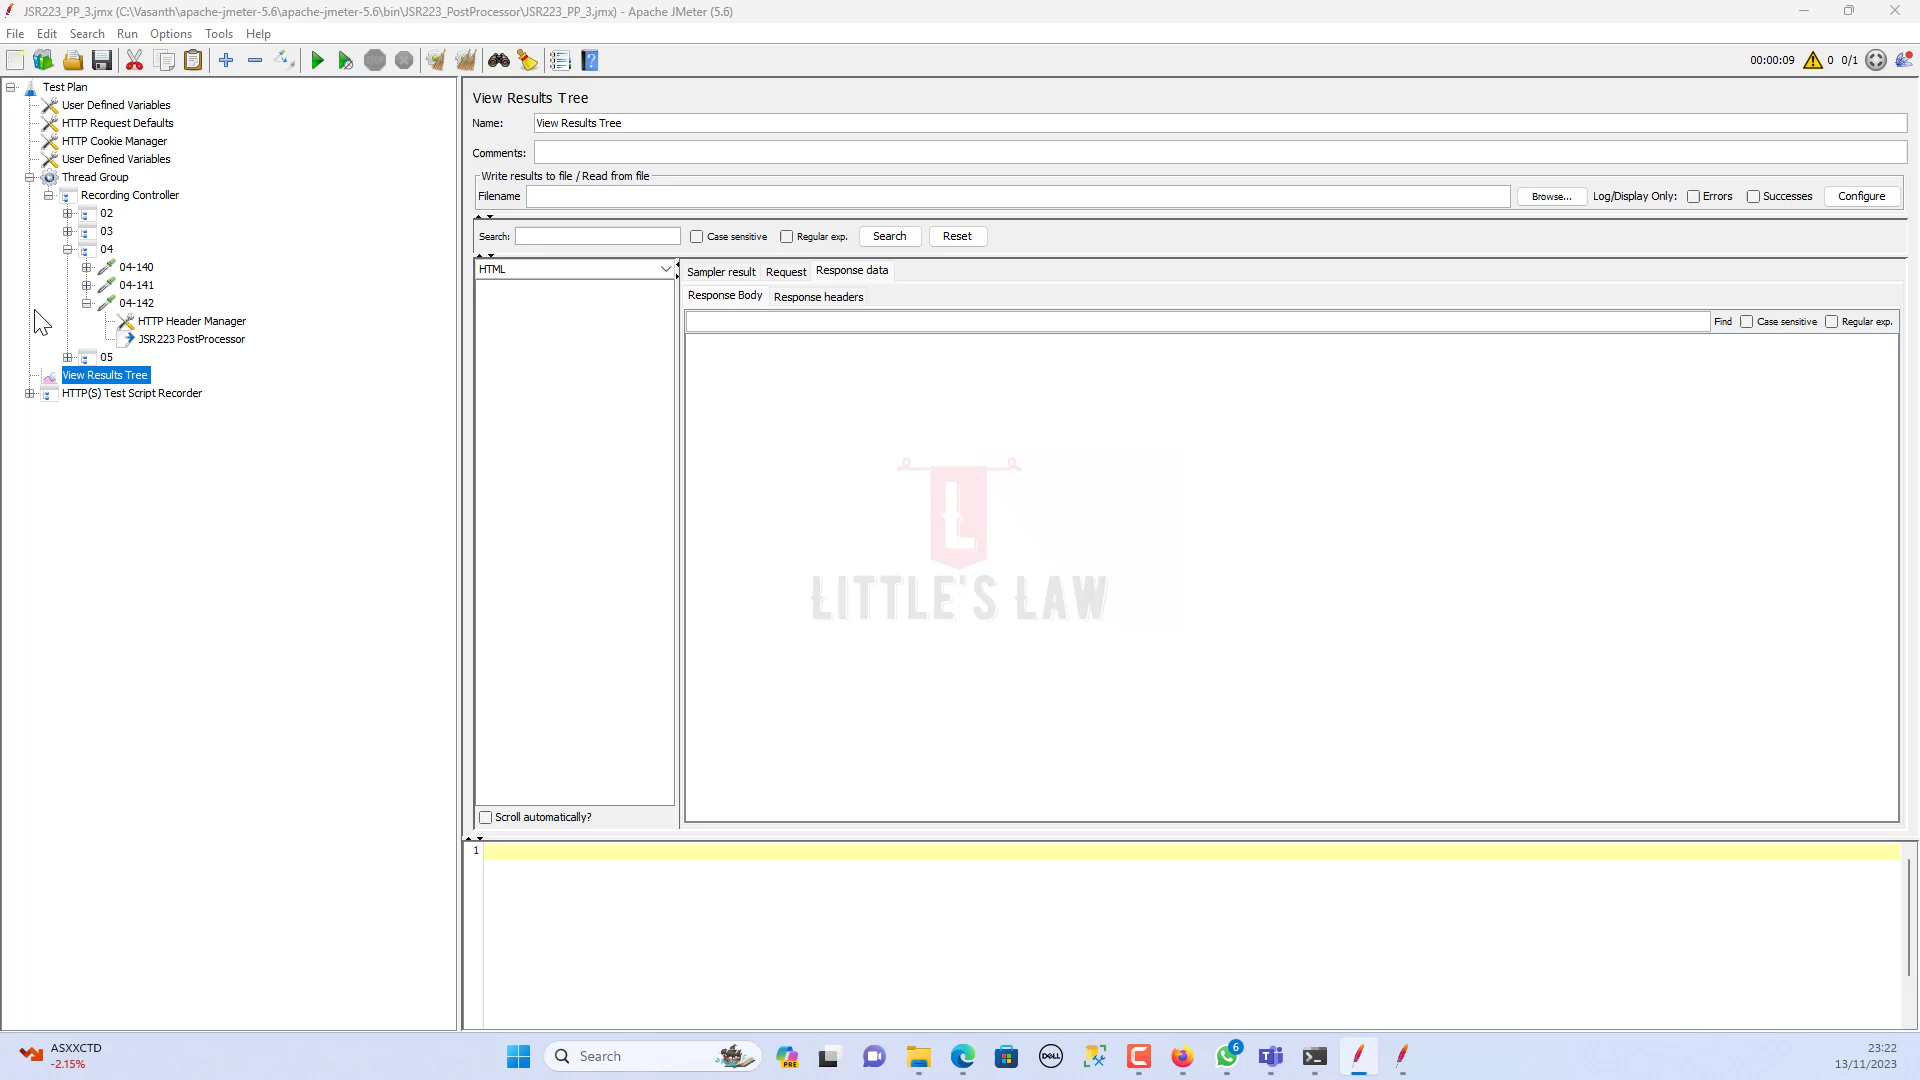 JSR223_PP_3.jmx (C:\Vasanth\apache-jmeter-5.6\apache-jmeter-5.6\bin\JSR223_PostProcessor\JSR223_PP_3.jmx) - Apache JMeter (5.6)
File Edit Search Run Options Tools Help
00:00:09 0 0/1
Test Plan
User Defined Variables
HTTP Request Defaults
HTTP Cookie Manager
User Defined Variables
Thread Group
Recording Controller
02
03
04
04-140
04-141
04-142
HTTP Header Manager
JSR223 PostProcessor
05
View Results Tree
HTTP(S) Test Script Recorder
View Results Tree
Name: View Results Tree
Comments:
Write results to file / Read from file
Filename Browse... Log/Display Only: Errors Successes Configure
Search: Case sensitive Regular exp. Search Reset
HTML
Sampler result Request Response data
Response Body Response headers
Find Case sensitive Regular exp.
L
LITTLE'S LAW
Scroll automatically?
1
ASXXCTD
-2.15%
Search
PRE
DELL
6
23:22
13/11/2023